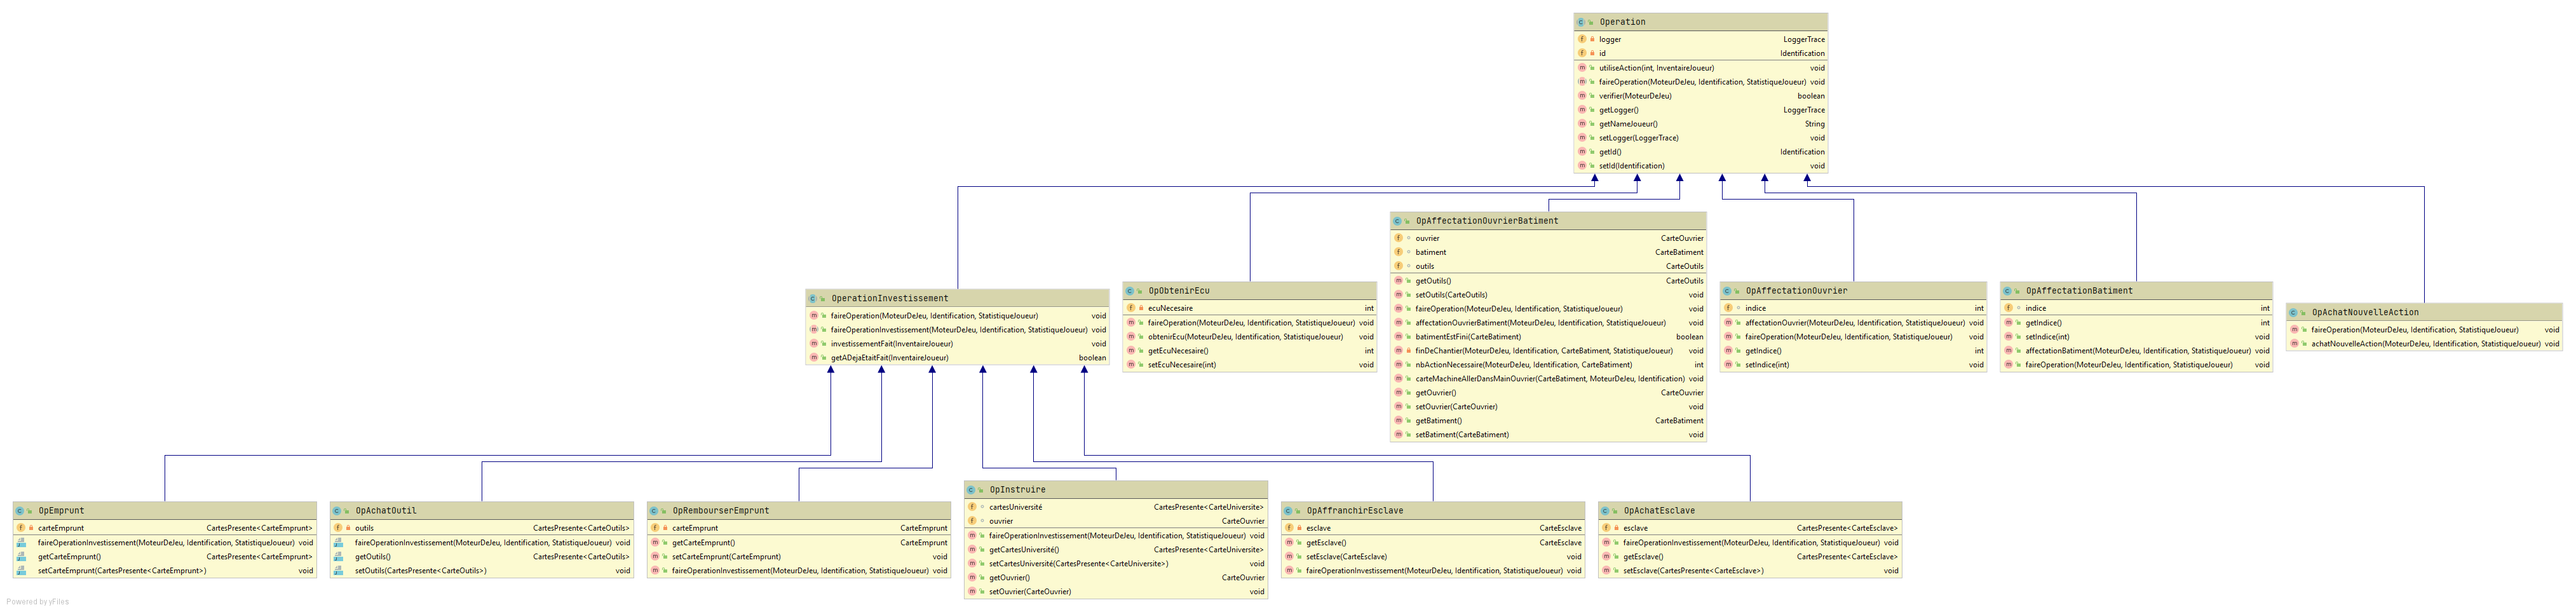 Operation
logger LoggerTrace
id Identification
utiliseAction(int, InventaireJoueur) void
faireOperation(MoteurDeJeu, Identification, StatistiqueJoueur) void
verifier(MoteurDeJeu) boolean
getLogger() LoggerTrace
getNameJoueur() String
setLogger(LoggerTrace) void
getId() Identification
setId(Identification) void
OperationInvestissement
faireOperation(MoteurDeJeu, Identification, StatistiqueJoueur) void
faireOperationInvestissement(MoteurDeJeu, Identification, StatistiqueJoueur) void
investissementFait(InventaireJoueur) void
getADejaEtaitFait(InventaireJoueur) boolean
OpObtenirEcu
ecuNecesaire int
faireOperation(MoteurDeJeu, Identification, StatistiqueJoueur) void
obtenirEcu(MoteurDeJeu, Identification, StatistiqueJoueur) void
getEcuNecesaire() int
setEcuNecesaire(int) void
OpAffectationOuvrierBatiment
ouvrier CarteOuvrier
batiment CarteBatiment
outils CarteOutils
getOutils() CarteOutils
setOutils(CarteOutils) void
faireOperation(MoteurDeJeu, Identification, StatistiqueJoueur) void
affectationOuvrierBatiment(MoteurDeJeu, Identification, StatistiqueJoueur) void
batimentEstFini(CarteBatiment) boolean
finDeChantier(MoteurDeJeu, Identification, CarteBatiment, StatistiqueJoueur) void
nbActionNecessaire(MoteurDeJeu, Identification, CarteBatiment) int
carteMachineAllerDansMainOuvrier(CarteBatiment, MoteurDeJeu, Identification) void
getOuvrier() CarteOuvrier
setOuvrier(CarteOuvrier) void
getBatiment() CarteBatiment
setBatiment(CarteBatiment) void
OpAffectationOuvrier
indice int
affectationOuvrier(MoteurDeJeu, Identification, StatistiqueJoueur) void
faireOperation(MoteurDeJeu, Identification, StatistiqueJoueur) void
getIndice() int
setIndice(int) void
OpAffectationBatiment
indice int
getIndice() int
setIndice(int) void
affectationBatiment(MoteurDeJeu, Identification, StatistiqueJoueur) void
faireOperation(MoteurDeJeu, Identification, StatistiqueJoueur) void
OpAchatNouvelleAction
faireOperation(MoteurDeJeu, Identification, StatistiqueJoueur) void
achatNouvelleAction(MoteurDeJeu, Identification, StatistiqueJoueur) void
OpEmprunt
carteEmprunt CartesPresente<CarteEmprunt>
faireOperationInvestissement(MoteurDeJeu, Identification, StatistiqueJoueur) void
getCarteEmprunt() CartesPresente<CarteEmprunt>
setCarteEmprunt(CartesPresente<CarteEmprunt>) void
OpAchatOutil
outils CartesPresente<CarteOutils>
faireOperationInvestissement(MoteurDeJeu, Identification, StatistiqueJoueur) void
getOutils() CartesPresente<CarteOutils>
setOutils(CartesPresente<CarteOutils>) void
OpRembourserEmprunt
carteEmprunt CarteEmprunt
getCarteEmprunt() CarteEmprunt
setCarteEmprunt(CarteEmprunt) void
faireOperationInvestissement(MoteurDeJeu, Identification, StatistiqueJoueur) void
OpInstruire
cartesUniversité CartesPresente<CarteUniversite>
ouvrier CarteOuvrier
faireOperationInvestissement(MoteurDeJeu, Identification, StatistiqueJoueur) void
getCartesUniversité() CartesPresente<CarteUniversite>
setCartesUniversité(CartesPresente<CarteUniversite>) void
getOuvrier() CarteOuvrier
setOuvrier(CarteOuvrier) void
OpAffranchirEsclave
esclave CarteEsclave
getEsclave() CarteEsclave
setEsclave(CarteEsclave) void
faireOperationInvestissement(MoteurDeJeu, Identification, StatistiqueJoueur) void
OpAchatEsclave
esclave CartesPresente<CarteEsclave>
faireOperationInvestissement(MoteurDeJeu, Identification, StatistiqueJoueur) void
getEsclave() CartesPresente<CarteEsclave>
setEsclave(CartesPresente<CarteEsclave>) void
Powered by yFiles